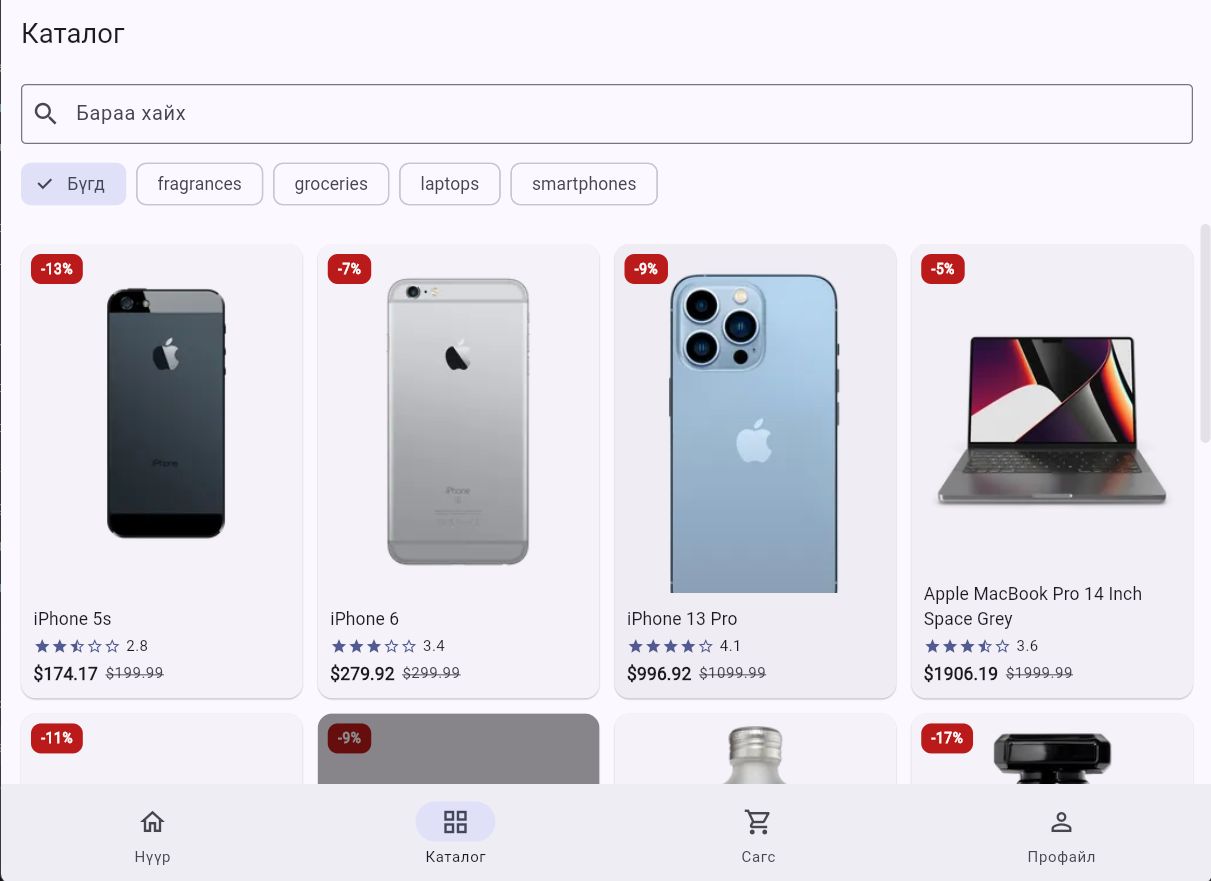 Каталог
Бараа хайх
Бүгд
fragrances
groceries
laptops
smartphones
-13%
-7%
-9%
-5%
iPhone
iPhone
iPhone 5s
iPhone 6
iPhone 13 Pro
Apple MacBook Pro 14 Inch
Space Grey
2.8
3.4
4.1
3.6
$174.17 $199.99
$279.92 $299.99
$996.92 $1099.99
$1906.19 $1999.99
-11%
-9%
-17%
Нүүр
Каталог
Сагс
Профайл